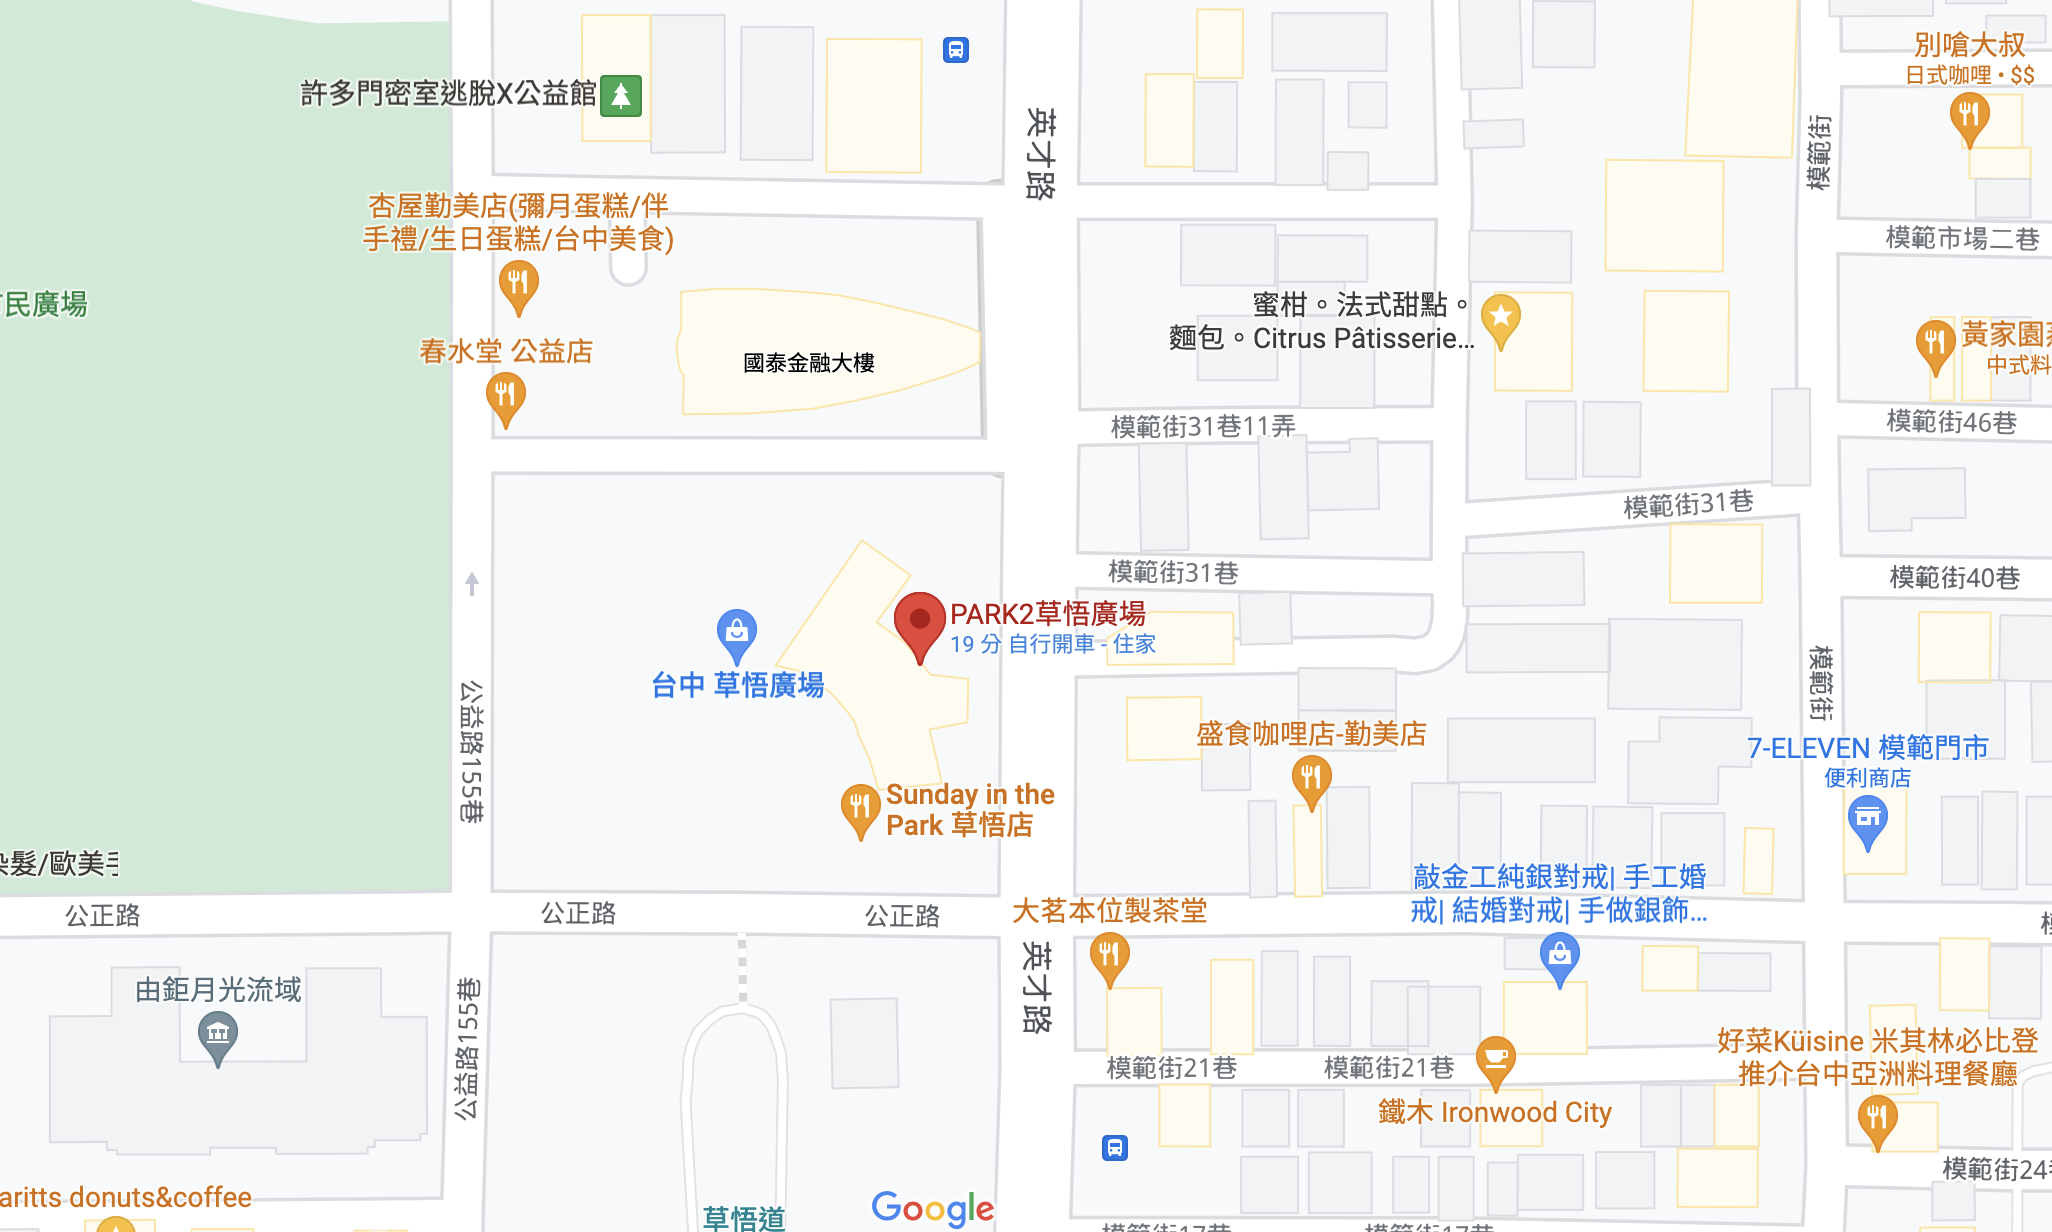 別嗆大叔
日式咖哩 • $$
許多門密室逃脫X公益館
英才路
模範街
杏屋勤美店(彌月蛋糕/伴
手禮/生日蛋糕/台中美食)
模範市場二巷
民廣場
蜜柑。法式甜點。
麵包。Citrus Pâtisserie...
春水堂 公益店
國泰金融大樓
黃家園
中式料
模範街31巷11弄
模範街46巷
模範街31巷
模範街31巷
模範街40巷
PARK2草悟廣場
19 分 自行開車 - 住家
台中 草悟廣場
公益路155巷
模範街
盛食咖哩店-勤美店
7-ELEVEN 模範門市
便利商店
Sunday in the
Park 草悟店
髮/歐美手
敲金工純銀對戒| 手工婚
戒| 結婚對戒| 手做銀飾...
公正路
公正路
公正路
大茗本位製茶堂
英才路
由鉅月光流域
公益路155巷
模範街21巷
模範街21巷
好菜Küisine 米其林必比登
推介台中亞洲料理餐廳
鐵木 Ironwood City
模範街24巷
aritts donuts&coffee
草悟道
Google
模範街17巷
模範街17巷